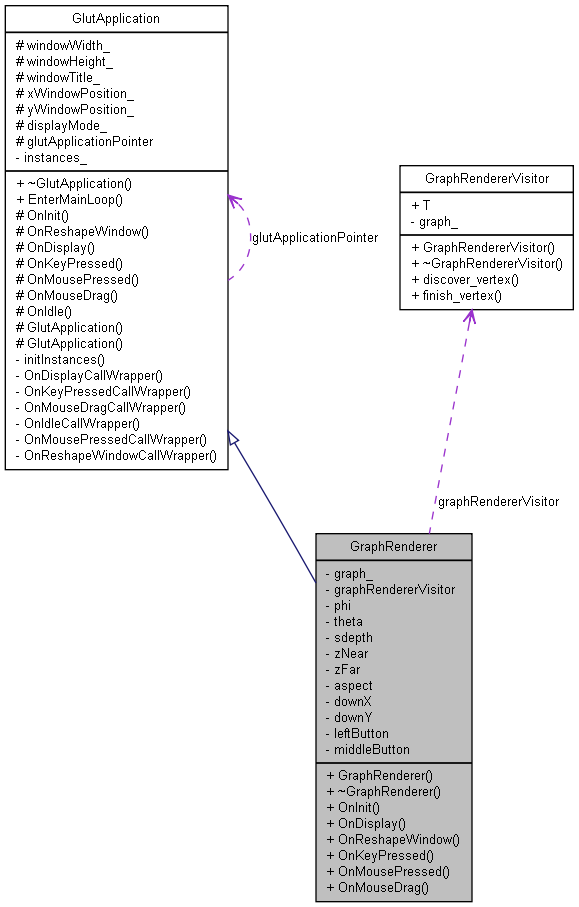 GlutApplication
# windowWidth_
# windowHeight_
# windowTitle_
# xWindowPosition_
# yWindowPosition_
# displayMode_
# glutApplicationPointer
- instances_
+ ~GlutApplication()
+ EnterMainLoop()
# OnInit()
# OnReshapeWindow()
# OnDisplay()
# OnKeyPressed()
# OnMousePressed()
# OnMouseDrag()
# OnIdle()
# GlutApplication()
# GlutApplication()
- initInstances()
- OnDisplayCallWrapper()
- OnKeyPressedCallWrapper()
- OnMouseDragCallWrapper()
- OnIdleCallWrapper()
- OnMousePressedCallWrapper()
- OnReshapeWindowCallWrapper()
glutApplicationPointer
GraphRendererVisitor
+ T
- graph_
+ GraphRendererVisitor()
+ ~GraphRendererVisitor()
+ discover_vertex()
+ finish_vertex()
graphRendererVisitor
GraphRenderer
- graph_
- graphRendererVisitor
- phi
- theta
- sdepth
- zNear
- zFar
- aspect
- downX
- downY
- leftButton
- middleButton
+ GraphRenderer()
+ ~GraphRenderer()
+ OnInit()
+ OnDisplay()
+ OnReshapeWindow()
+ OnKeyPressed()
+ OnMousePressed()
+ OnMouseDrag()